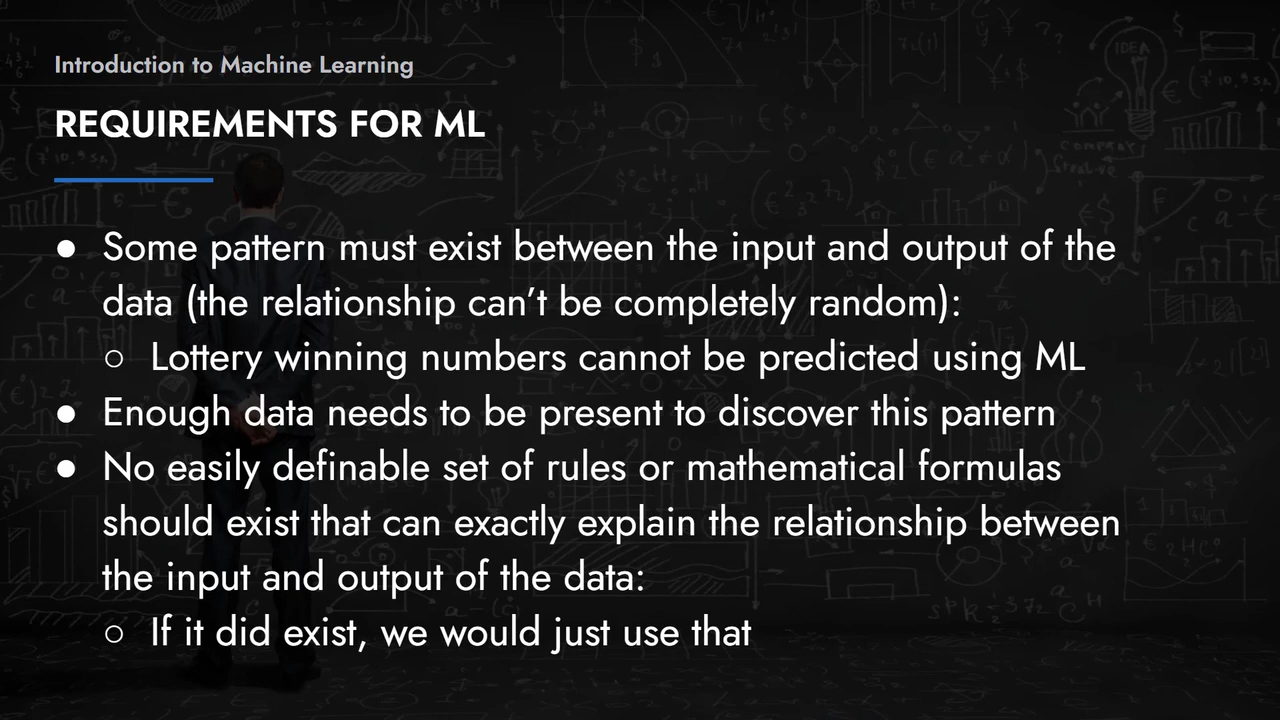 Introduction to Machine Learning
REQUIREMENTS FOR ML
● Some pattern must exist between the input and output of the
data (the relationship can’t be completely random):
○ Lottery winning numbers cannot be predicted using ML
● Enough data needs to be present to discover this pattern
● No easily definable set of rules or mathematical formulas
should exist that can exactly explain the relationship between
the input and output of the data:
○ If it did exist, we would just use that
IDEA